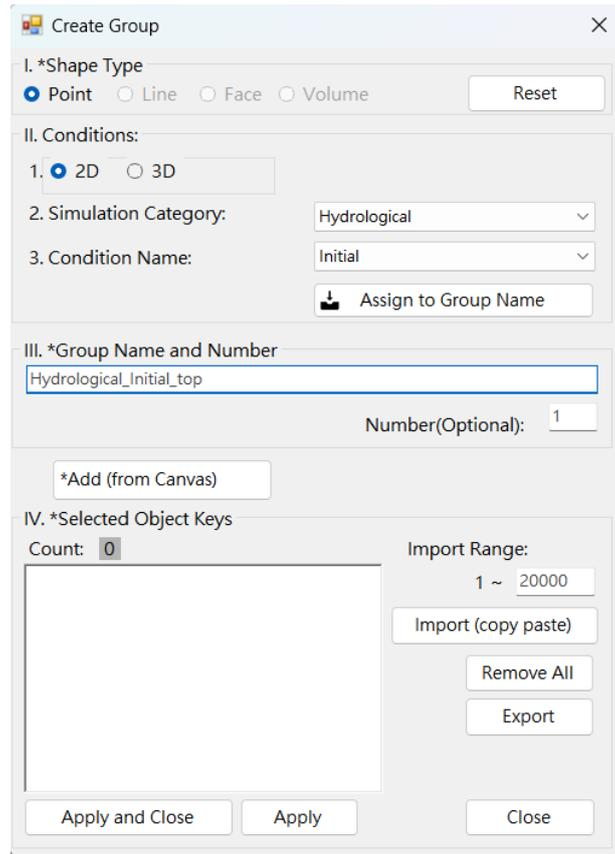 Create Group
I. *Shape Type
Point Line Face Volume Reset
II. Conditions:
1. 2D 3D
2. Simulation Category: Hydrological
3. Condition Name: Initial
Assign to Group Name
III. *Group Name and Number
Hydrological_Initial_top
Number(Optional): 1
*Add (from Canvas)
IV. *Selected Object Keys
Count: 0 Import Range:
1 ~ 20000
Import (copy paste)
Remove All
Export
Apply and Close Apply Close